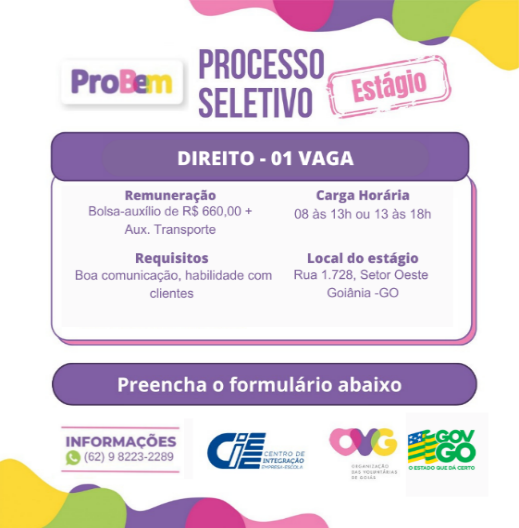 ProBem
PROCESSO
SELETIVO
Estágio
DIREITO - 01 VAGA
Remuneração
Bolsa-auxílio de R$ 660,00 +
Aux. Transporte
Carga Horária
08 às 13h ou 13 às 18h
Requisitos
Boa comunicação, habilidade com
clientes
Local do estágio
Rua 1.728, Setor Oeste
Goiânia -GO
Preencha o formulário abaixo
INFORMAÇÕES
(62) 9 8223-2289
CIEE
CENTRO DE
INTEGRAÇÃO
EMPRESA-ESCOLA
OVG
ORGANIZAÇÃO
DAS VOLUNTÁRIAS
DE GOIÁS
GOV
GO
O ESTADO QUE DÁ CERTO